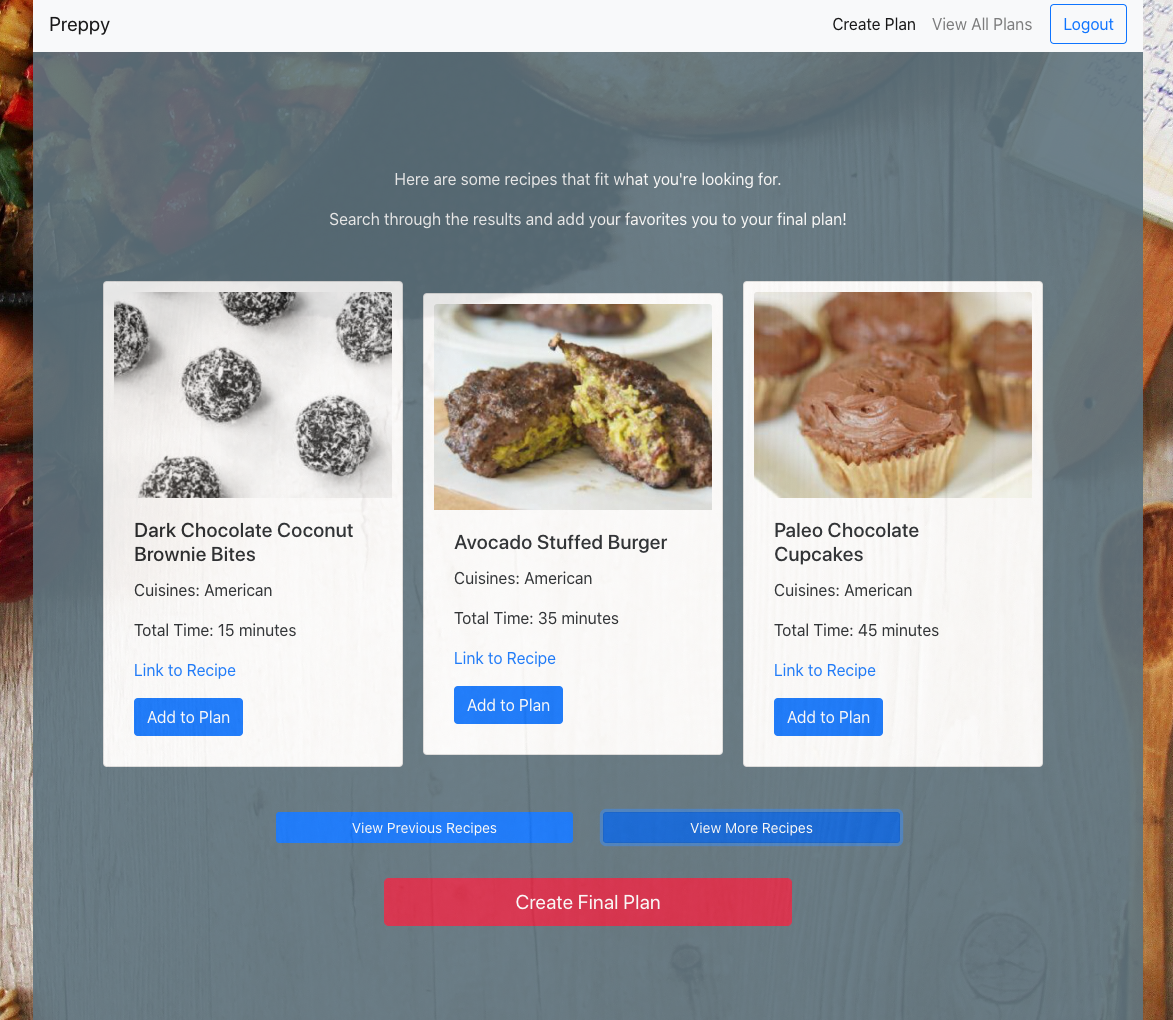 Preppy
Create Plan
View All Plans
Logout
Here are some recipes that fit what you're looking for.
Search through the results and add your favorites you to your final plan!
Dark Chocolate Coconut
Brownie Bites
Cuisines: American
Total Time: 15 minutes
Link to Recipe
Add to Plan
Avocado Stuffed Burger
Cuisines: American
Total Time: 35 minutes
Link to Recipe
Add to Plan
Paleo Chocolate
Cupcakes
Cuisines: American
Total Time: 45 minutes
Link to Recipe
Add to Plan
View Previous Recipes
View More Recipes
Create Final Plan